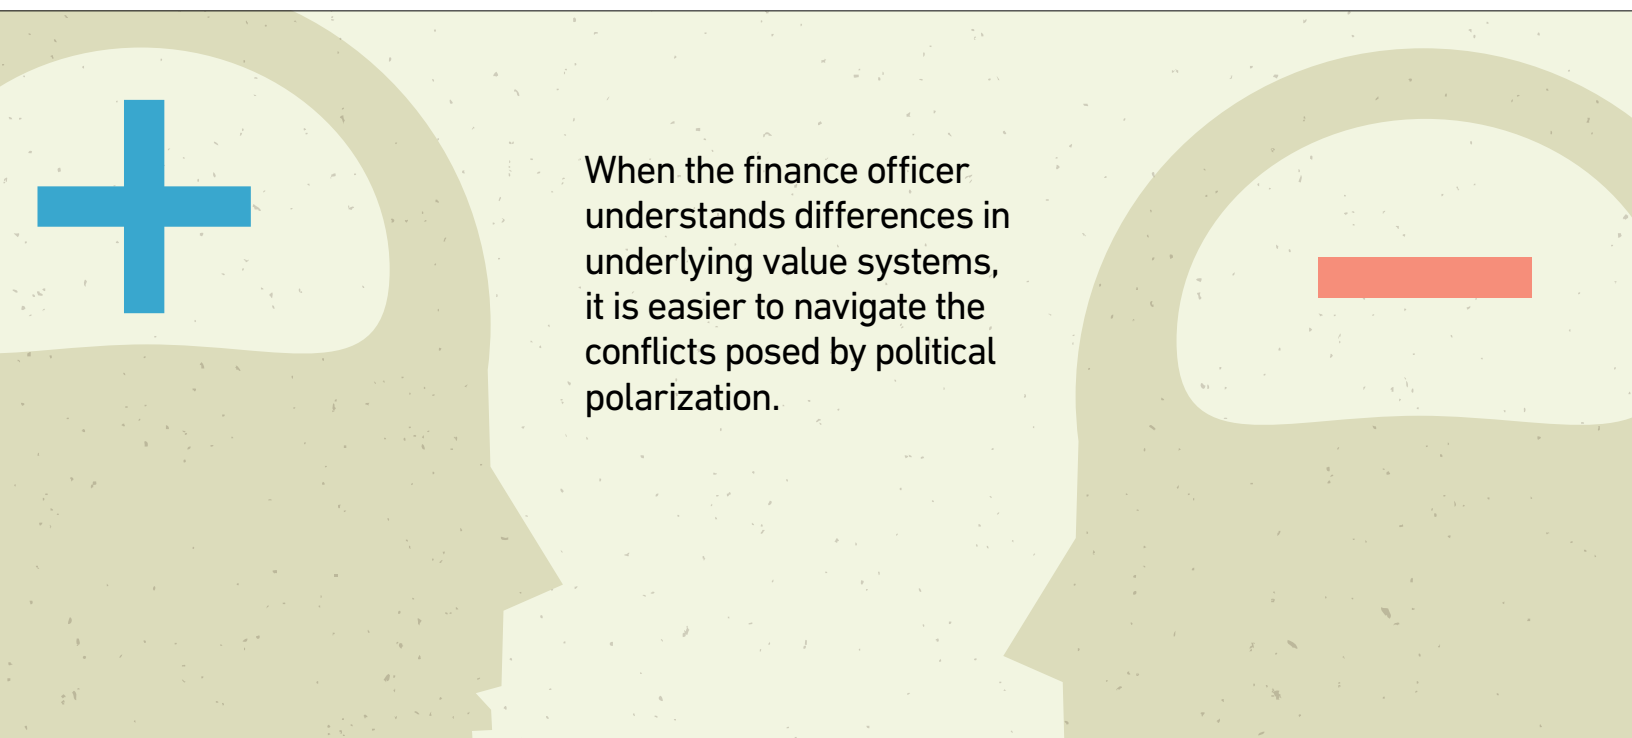 When the finance officer
understands differences in
underlying value systems,
it is easier to navigate the
conflicts posed by political
polarization.